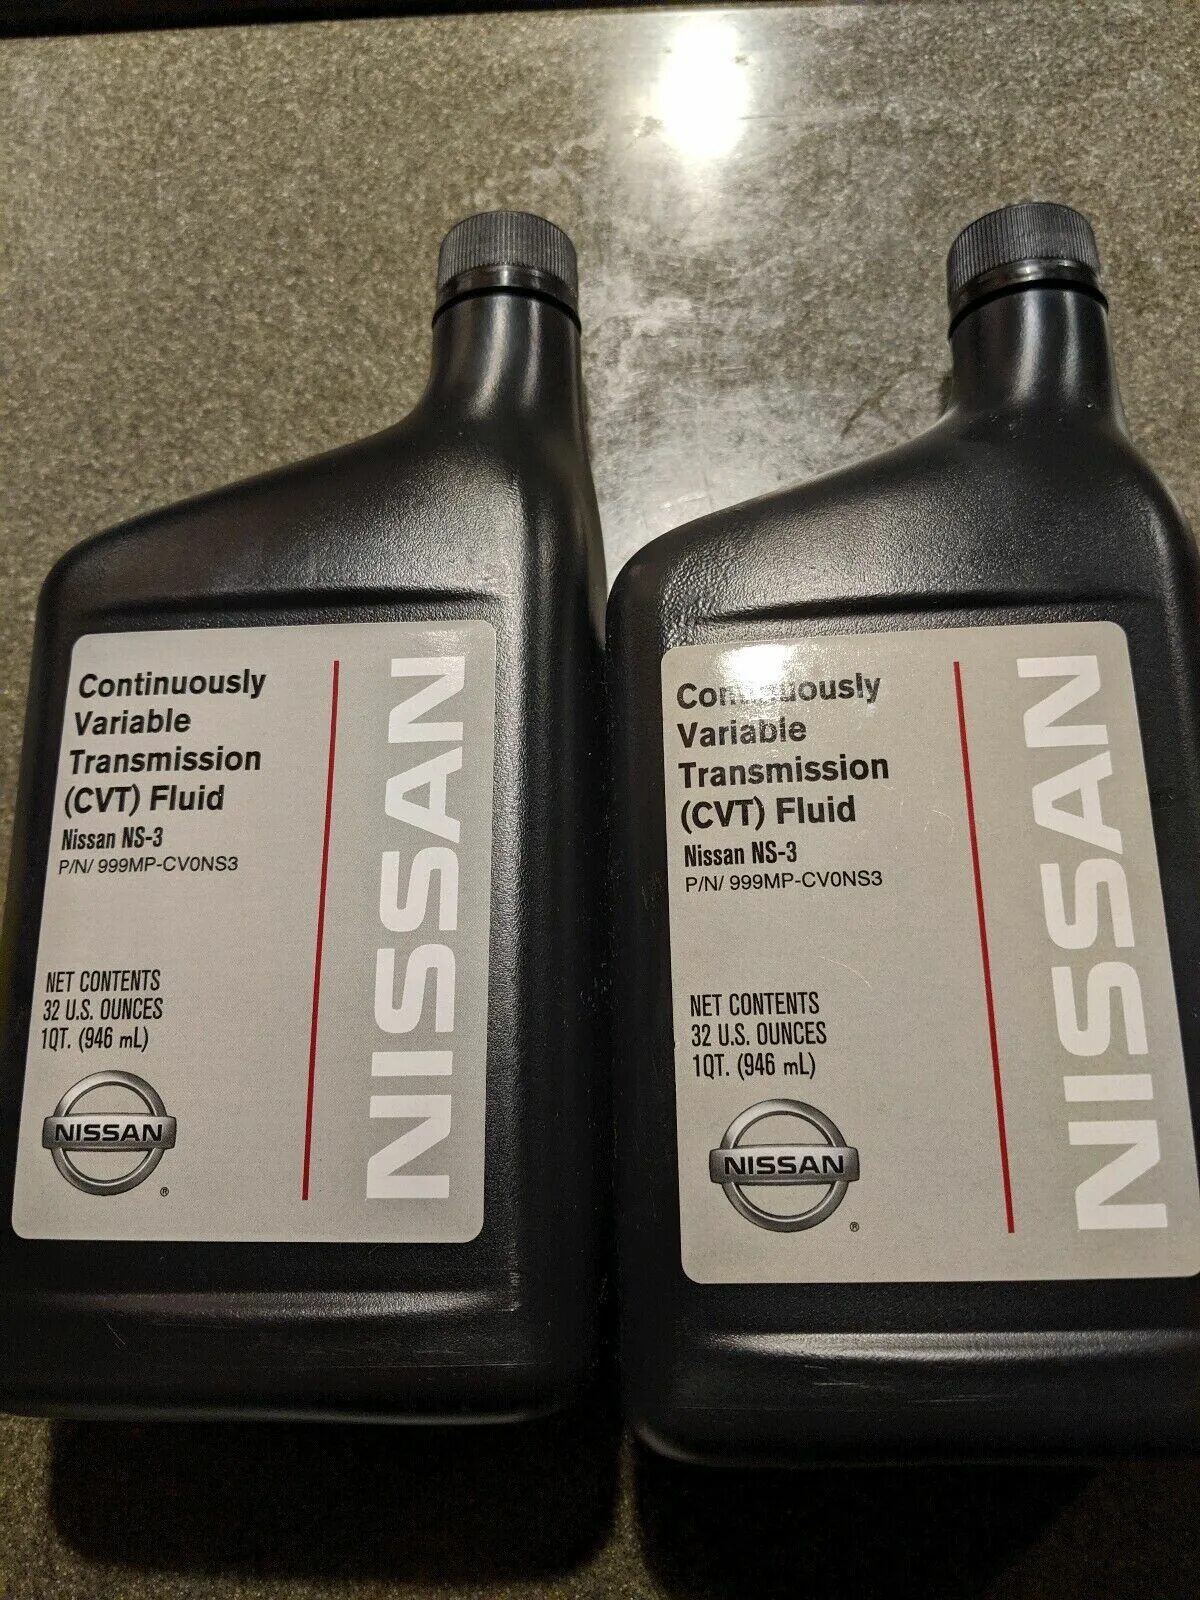 Continuously
Variable
Transmission
(CVT) Fluid
Nissan NS-3
P/N/ 999MP-CV0NS3
NET CONTENTS
32 U.S. OUNCES
1QT. (946 mL)
NISSAN
®
NISSAN
Continuously
Variable
Transmission
(CVT) Fluid
Nissan NS-3
P/N/ 999MP-CV0NS3
NET CONTENTS
32 U.S. OUNCES
1QT. (946 mL)
NISSAN
®
NISSAN